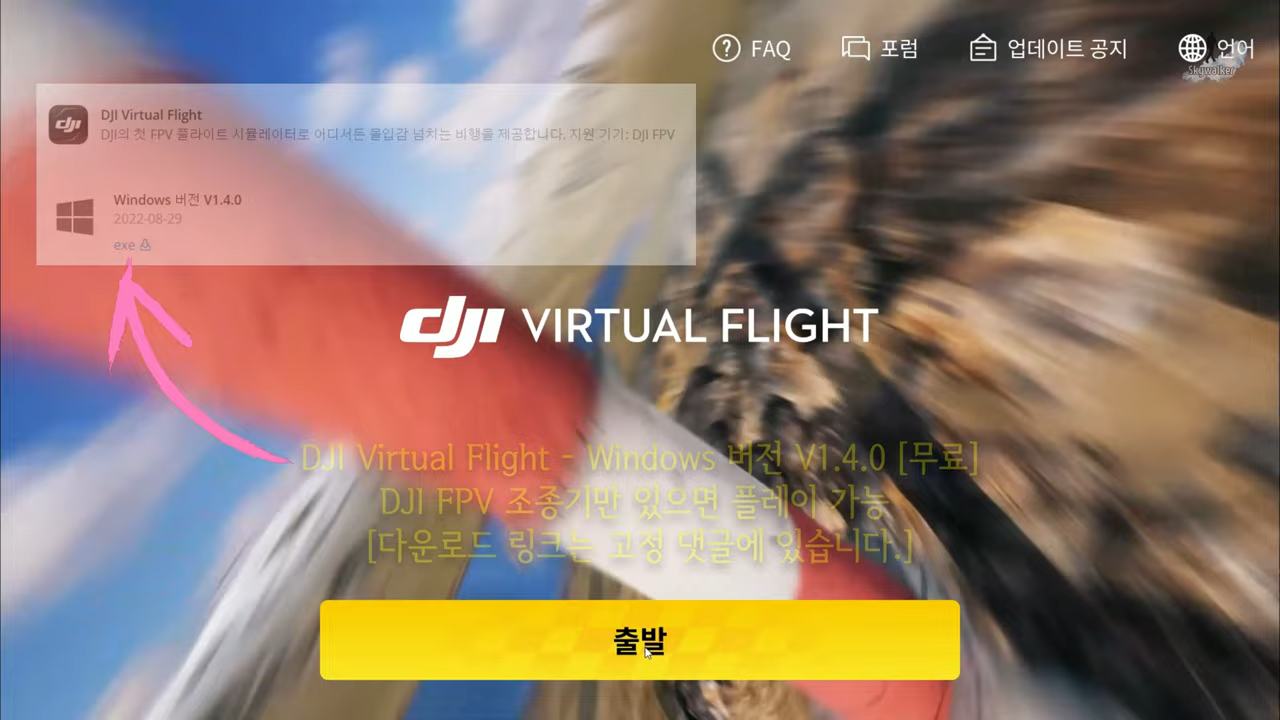 FAQ
포럼
업데이트 공지
언어
Skywalker
DJI Virtual Flight
DJI의 첫 FPV 플라이트 시뮬레이터로 어디서든 몰입감 넘치는 비행을 제공합니다. 지원 기기: DJI FPV
Windows 버전 V1.4.0
2022-08-29
exe
dji VIRTUAL FLIGHT
DJI Virtual Flight - Windows 버전 V1.4.0 [무료]
DJI FPV 조종기만 있으면 플레이 가능
[다운로드 링크는 고정 댓글에 있습니다.]
출발